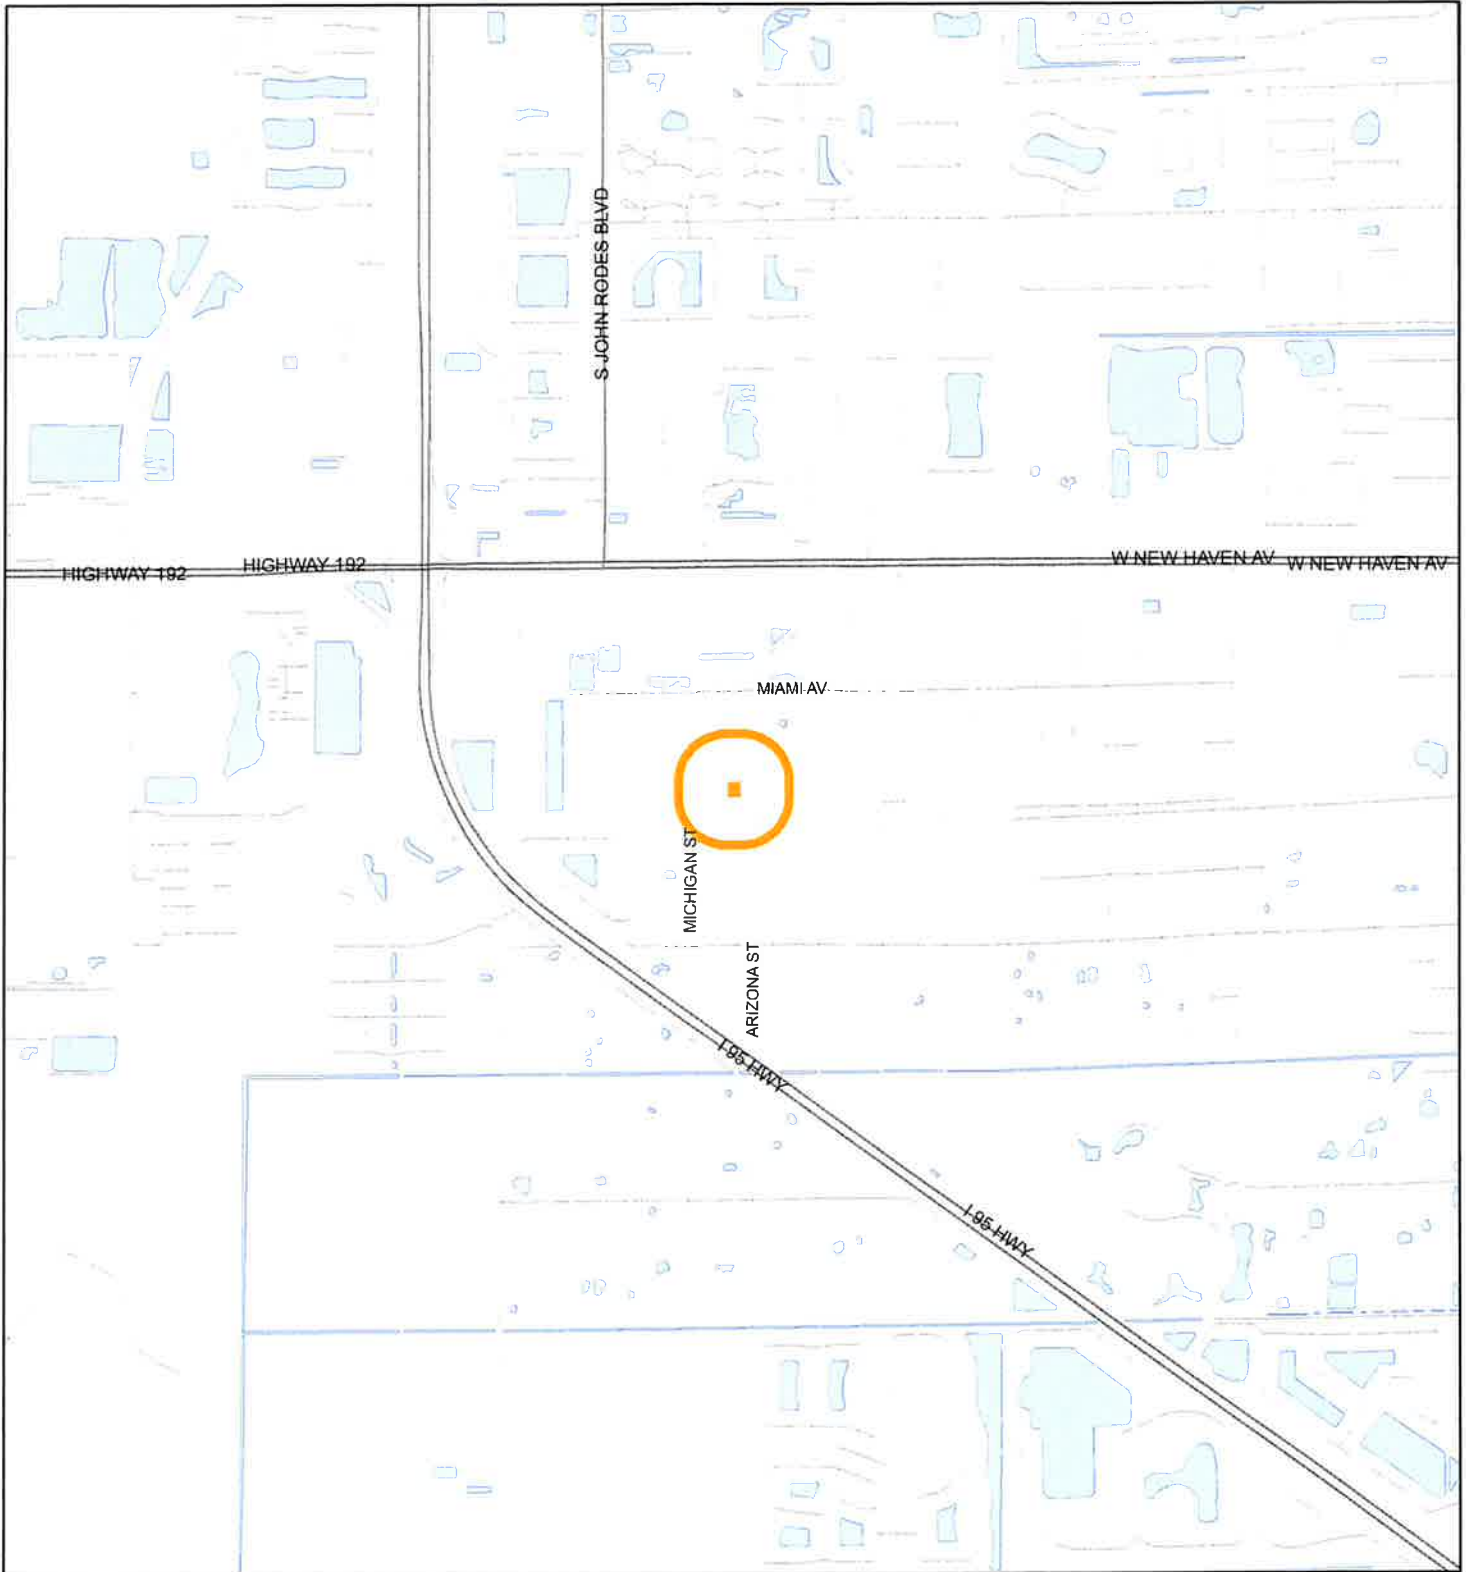 S JOHN RODES BLVD
HIGHWAY 192
HIGHWAY 192
W NEW HAVEN AV
W NEW HAVEN AV
MIAMI AV
MICHIGAN ST
ARIZONA ST
I 95 HWY
I 95 HWY